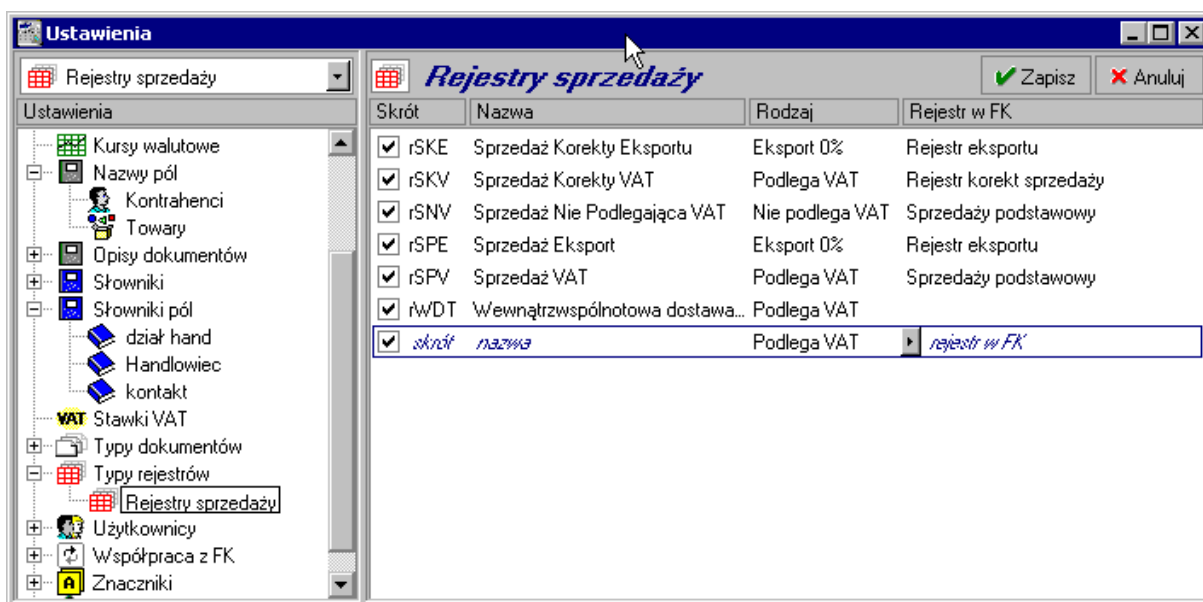 Ustawienia
Rejestry sprzedaży
Rejestry sprzedaży
Zapisz
Anuluj
Ustawienia
Skrót Nazwa Rodzaj Rejestr w FK
Kursy walutowe
Nazwy pól
Kontrahenci
Towary
Opisy dokumentów
Słowniki
Słowniki pól
dział hand
Handlowiec
kontakt
VAT Stawki VAT
Typy dokumentów
Typy rejestrów
Rejestry sprzedaży
Użytkownicy
Współpraca z FK
A Znaczniki
rSKE Sprzedaż Korekty Eksportu Eksport 0% Rejestr eksportu
rSKV Sprzedaż Korekty VAT Podlega VAT Rejestr korekt sprzedaży
rSNV Sprzedaż Nie Podlegająca VAT Nie podlega VAT Sprzedaży podstawowy
rSPE Sprzedaż Eksport Eksport 0% Rejestr eksportu
rSPV Sprzedaż VAT Podlega VAT Sprzedaży podstawowy
rWDT Wewnątrzwspólnotowa dostawa... Podlega VAT
skrót nazwa Podlega VAT rejestr w FK